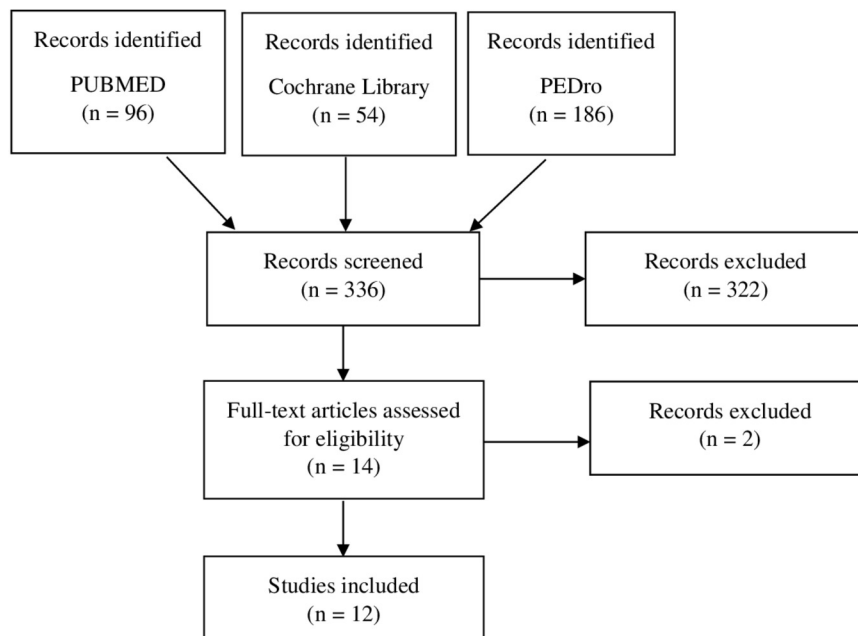 Records identified
PUBMED
(n = 96)
Records identified
Cochrane Library
(n = 54)
Records identified
PEDro
(n = 186)
Records screened
(n = 336)
Records excluded
(n = 322)
Full-text articles assessed
for eligibility
(n = 14)
Records excluded
(n = 2)
Studies included
(n = 12)